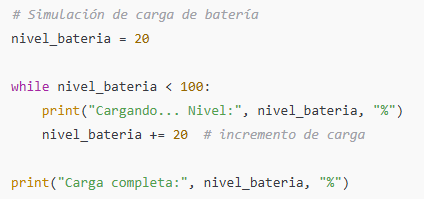 # Simulación de carga de batería
nivel_bateria = 20
while nivel_bateria < 100:
print("Cargando... Nivel:", nivel_bateria, "%")
nivel_bateria += 20  # incremento de carga
print("Carga completa:", nivel_bateria, "%")